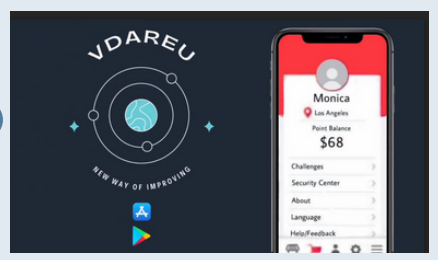 VDAREU
NEW WAY OF IMPROVING
Monica
Los Angeles
Point Balance
$68
Challenges
Security Center
About
Language
Help/Feedback